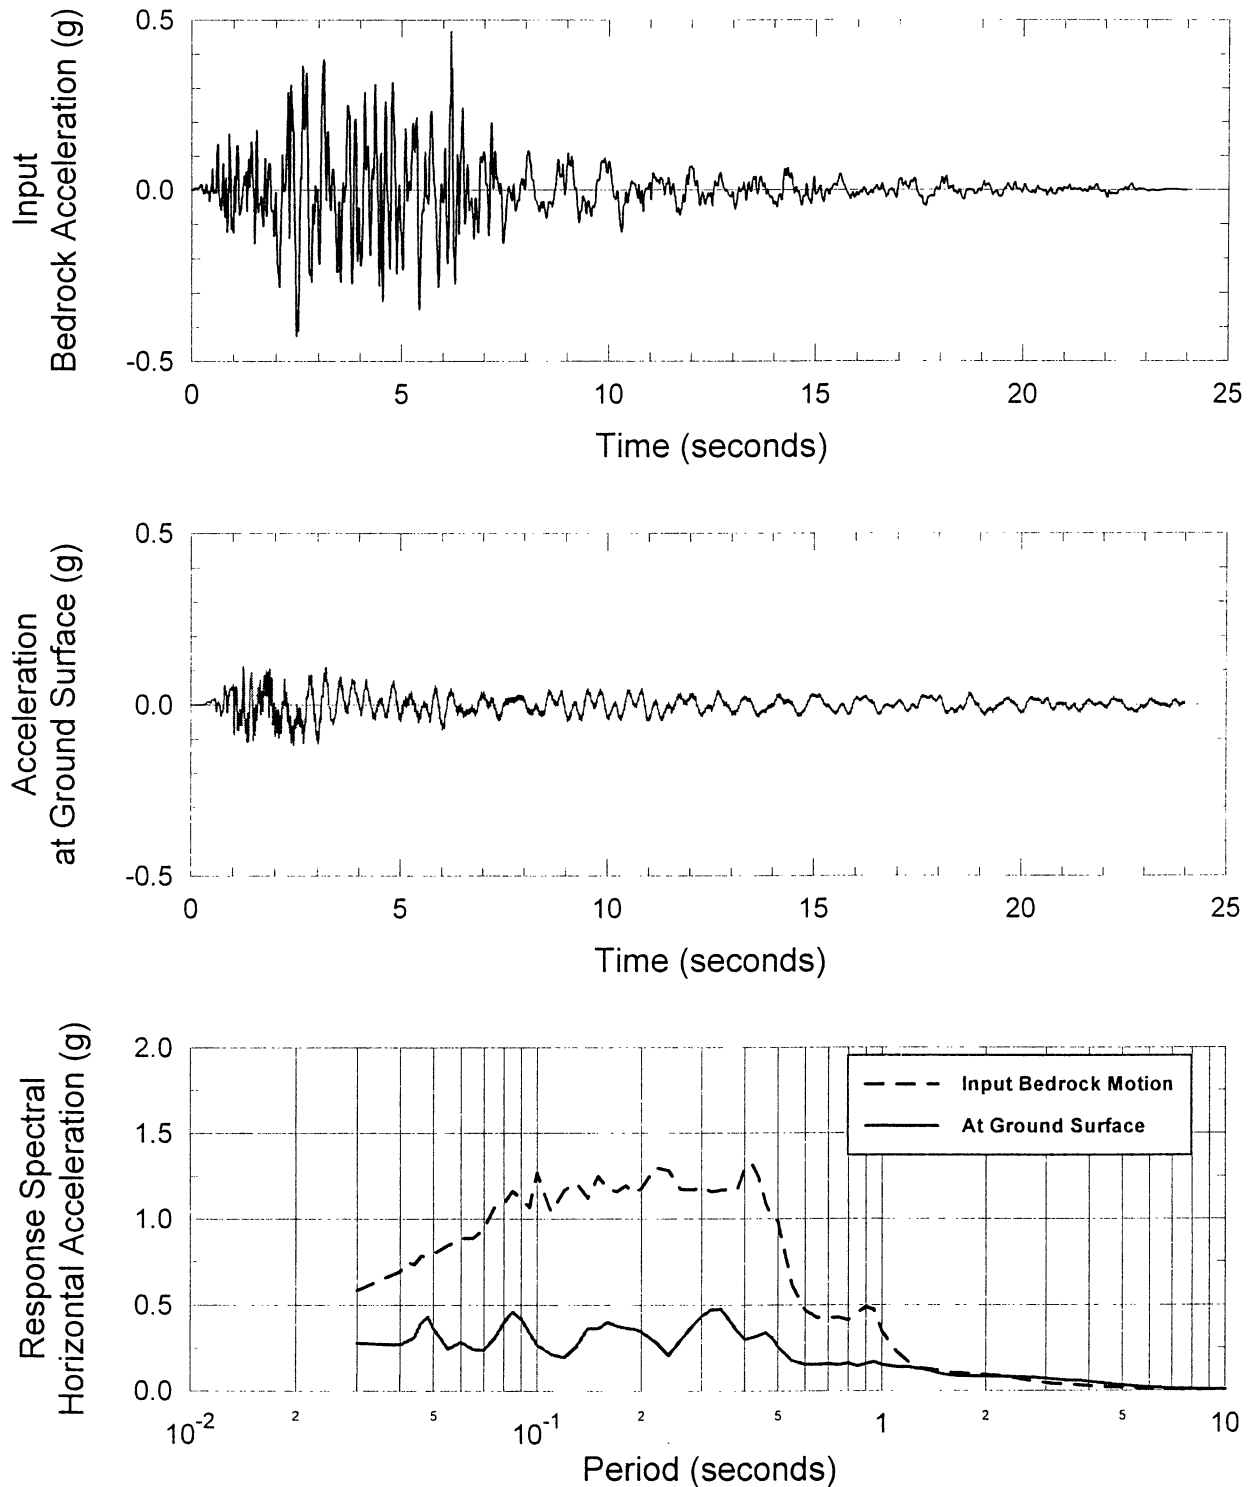 Input
Bedrock Acceleration (g)
0.5
0.0
-0.5
0 5 10 15 20 25
Time (seconds)
Acceleration
at Ground Surface (g)
0.5
0.0
-0.5
0 5 10 15 20 25
Time (seconds)
Response Spectral
Horizontal Acceleration (g)
2.0
1.5
1.0
0.5
0.0
Input Bedrock Motion
At Ground Surface
10-2 2 5 10-1 2 5 1 2 5 10
Period (seconds)